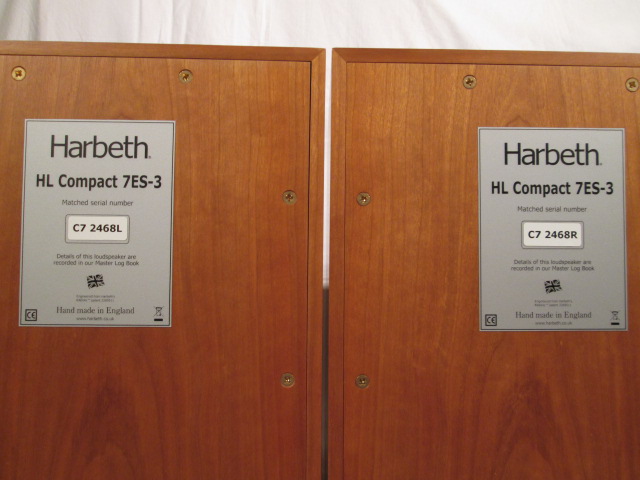 Harbeth.
HL Compact 7ES-3
Matched serial number
C7 2468L
Details of this loudspeaker are
recorded in our Master Log Book
CE
Hand made in England
www.harbeth.co.uk
Harbeth.
HL Compact 7ES-3
Matched serial number
C7 2468R
Details of this loudspeaker are
recorded in our Master Log Book
CE
Hand made in England
www.harbeth.co.uk